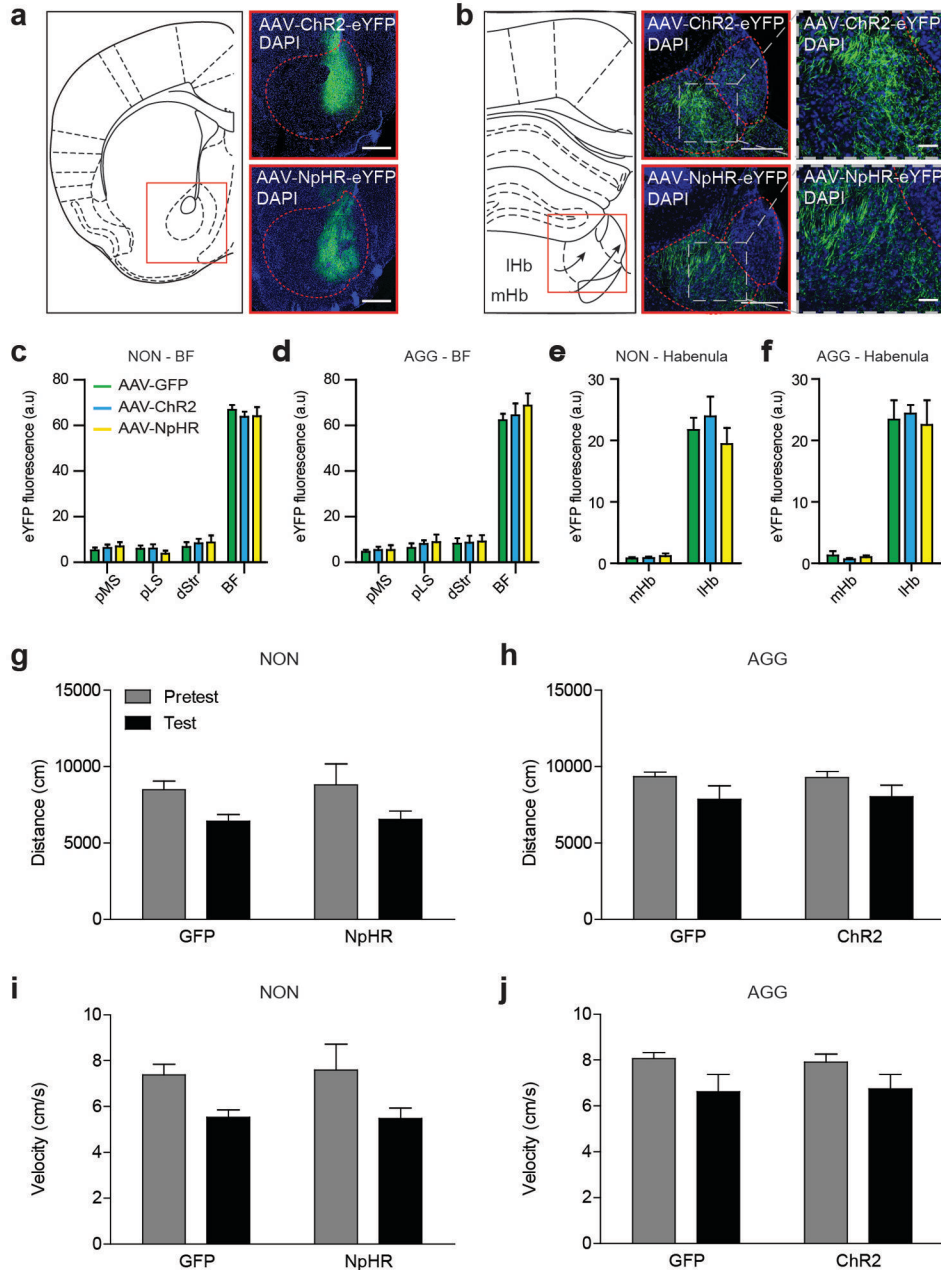 a
AAV-ChR2-eYFP
DAPI
AAV-NpHR-eYFP
DAPI
b
lHb
mHb
AAV-ChR2-eYFP
DAPI
AAV-ChR2-eYFP
DAPI
AAV-NpHR-eYFP
DAPI
AAV-NpHR-eYFP
DAPI
c
NON - BF
eYFP fluorescence (a.u)
80
60
40
20
0
AAV-GFP
AAV-ChR2
AAV-NpHR
pMS
pLS
dStr
BF
d
AGG - BF
eYFP fluorescence (a.u)
80
60
40
20
0
pMS
pLS
dStr
BF
e
NON - Habenula
eYFP fluorescence (a.u)
30
20
10
0
mHb
lHb
f
AGG - Habenula
eYFP fluorescence (a.u)
30
20
10
0
mHb
lHb
g
NON
Distance (cm)
15000
10000
5000
0
Pretest
Test
GFP
NpHR
h
AGG
Distance (cm)
15000
10000
5000
0
GFP
ChR2
i
NON
Velocity (cm/s)
10
8
6
4
2
0
GFP
NpHR
j
AGG
Velocity (cm/s)
10
8
6
4
2
0
GFP
ChR2